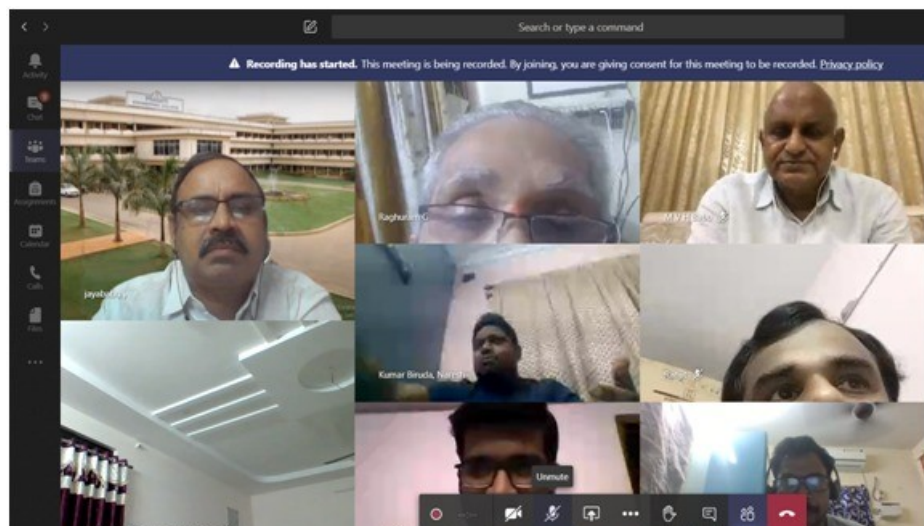 Search or type a command
Recording has started. This meeting is being recorded. By joining, you are giving consent for this meeting to be recorded. Privacy policy
Activity
Chat
Teams
Assignments
Calendar
Calls
Files
Raghuram G
Kumar Biruda, Naresh
Unmute